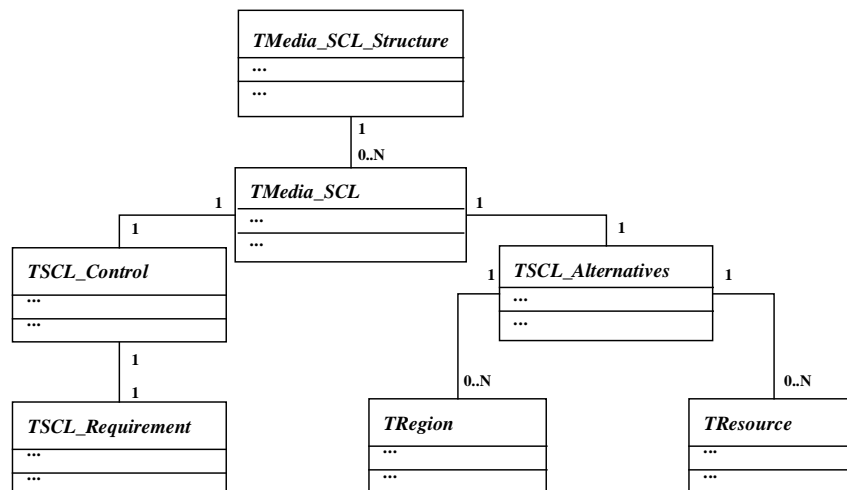 TMedia_SCL_Structure
...
...
1
0..N
TMedia_SCL
...
...
1
1
1
1
TSCL_Control
...
...
TSCL_Alternatives
...
...
1
1
1
1
0..N
0..N
TSCL_Requirement
...
...
TRegion
...
...
TResource
...
...